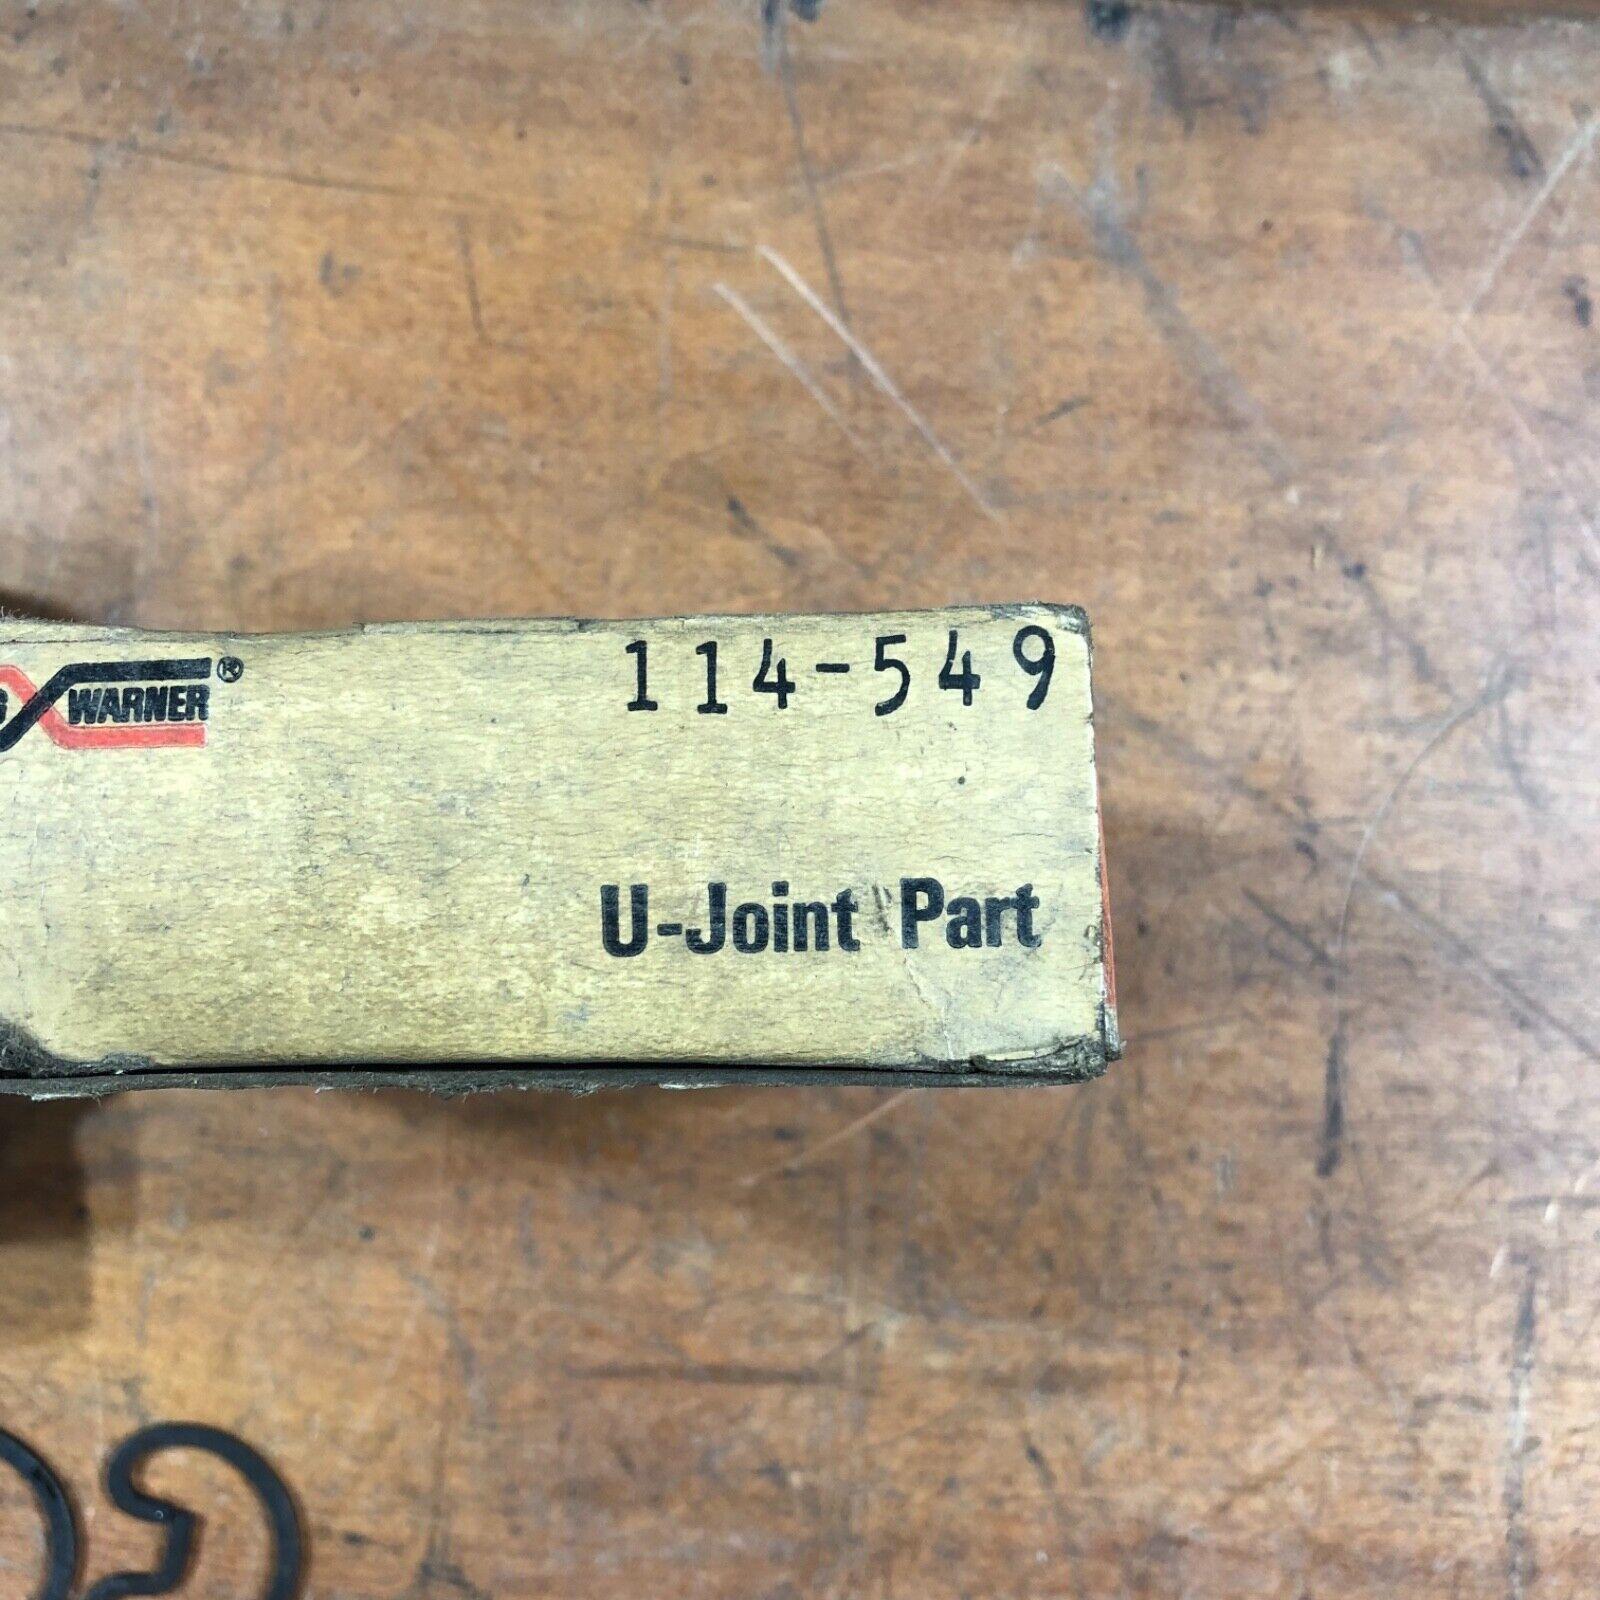 WARNER®
114-549
U-Joint Part